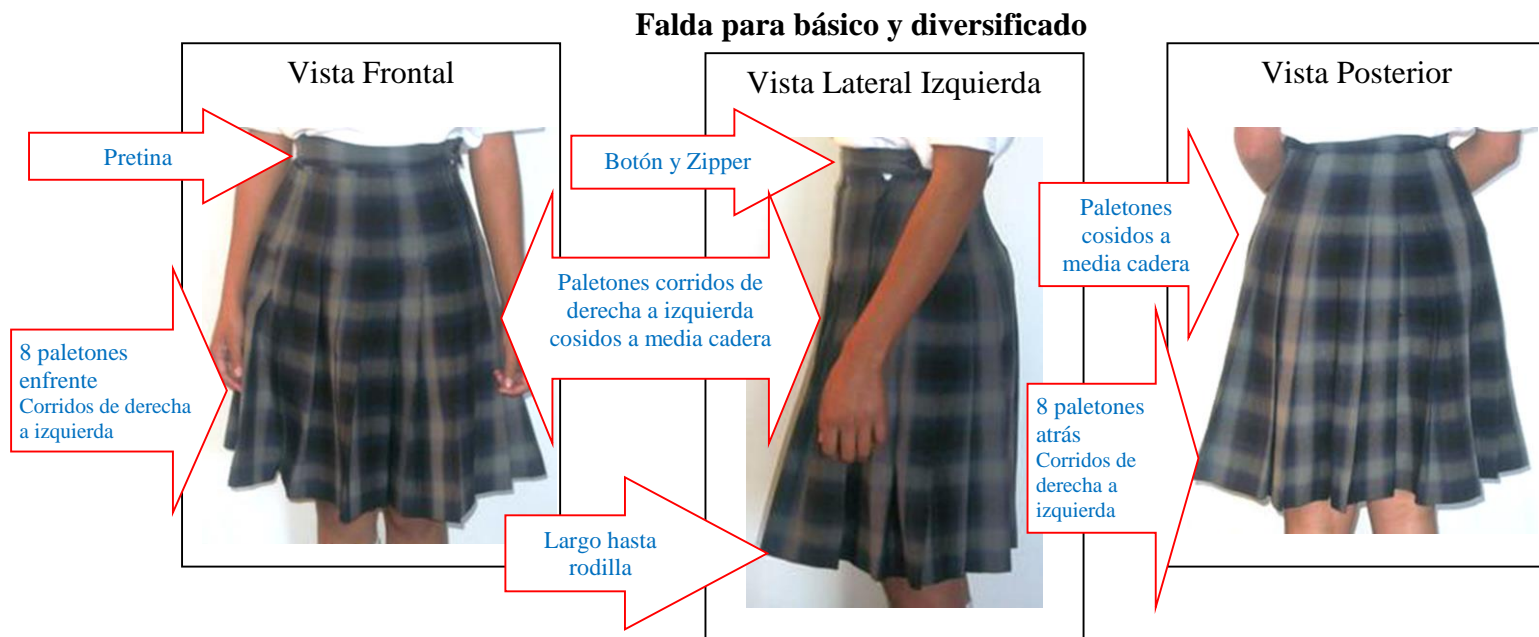 Falda para básico y diversificado
Vista Frontal
Pretina
8 paletones
enfrente
Corridos de derecha
a izquierda
Vista Lateral Izquierda
Botón y Zipper
Paletones corridos de
derecha a izquierda
cosidos a media cadera
Largo hasta
rodilla
Vista Posterior
Paletones
cosidos a
media cadera
8 paletones
atrás
Corridos de
derecha a
izquierda